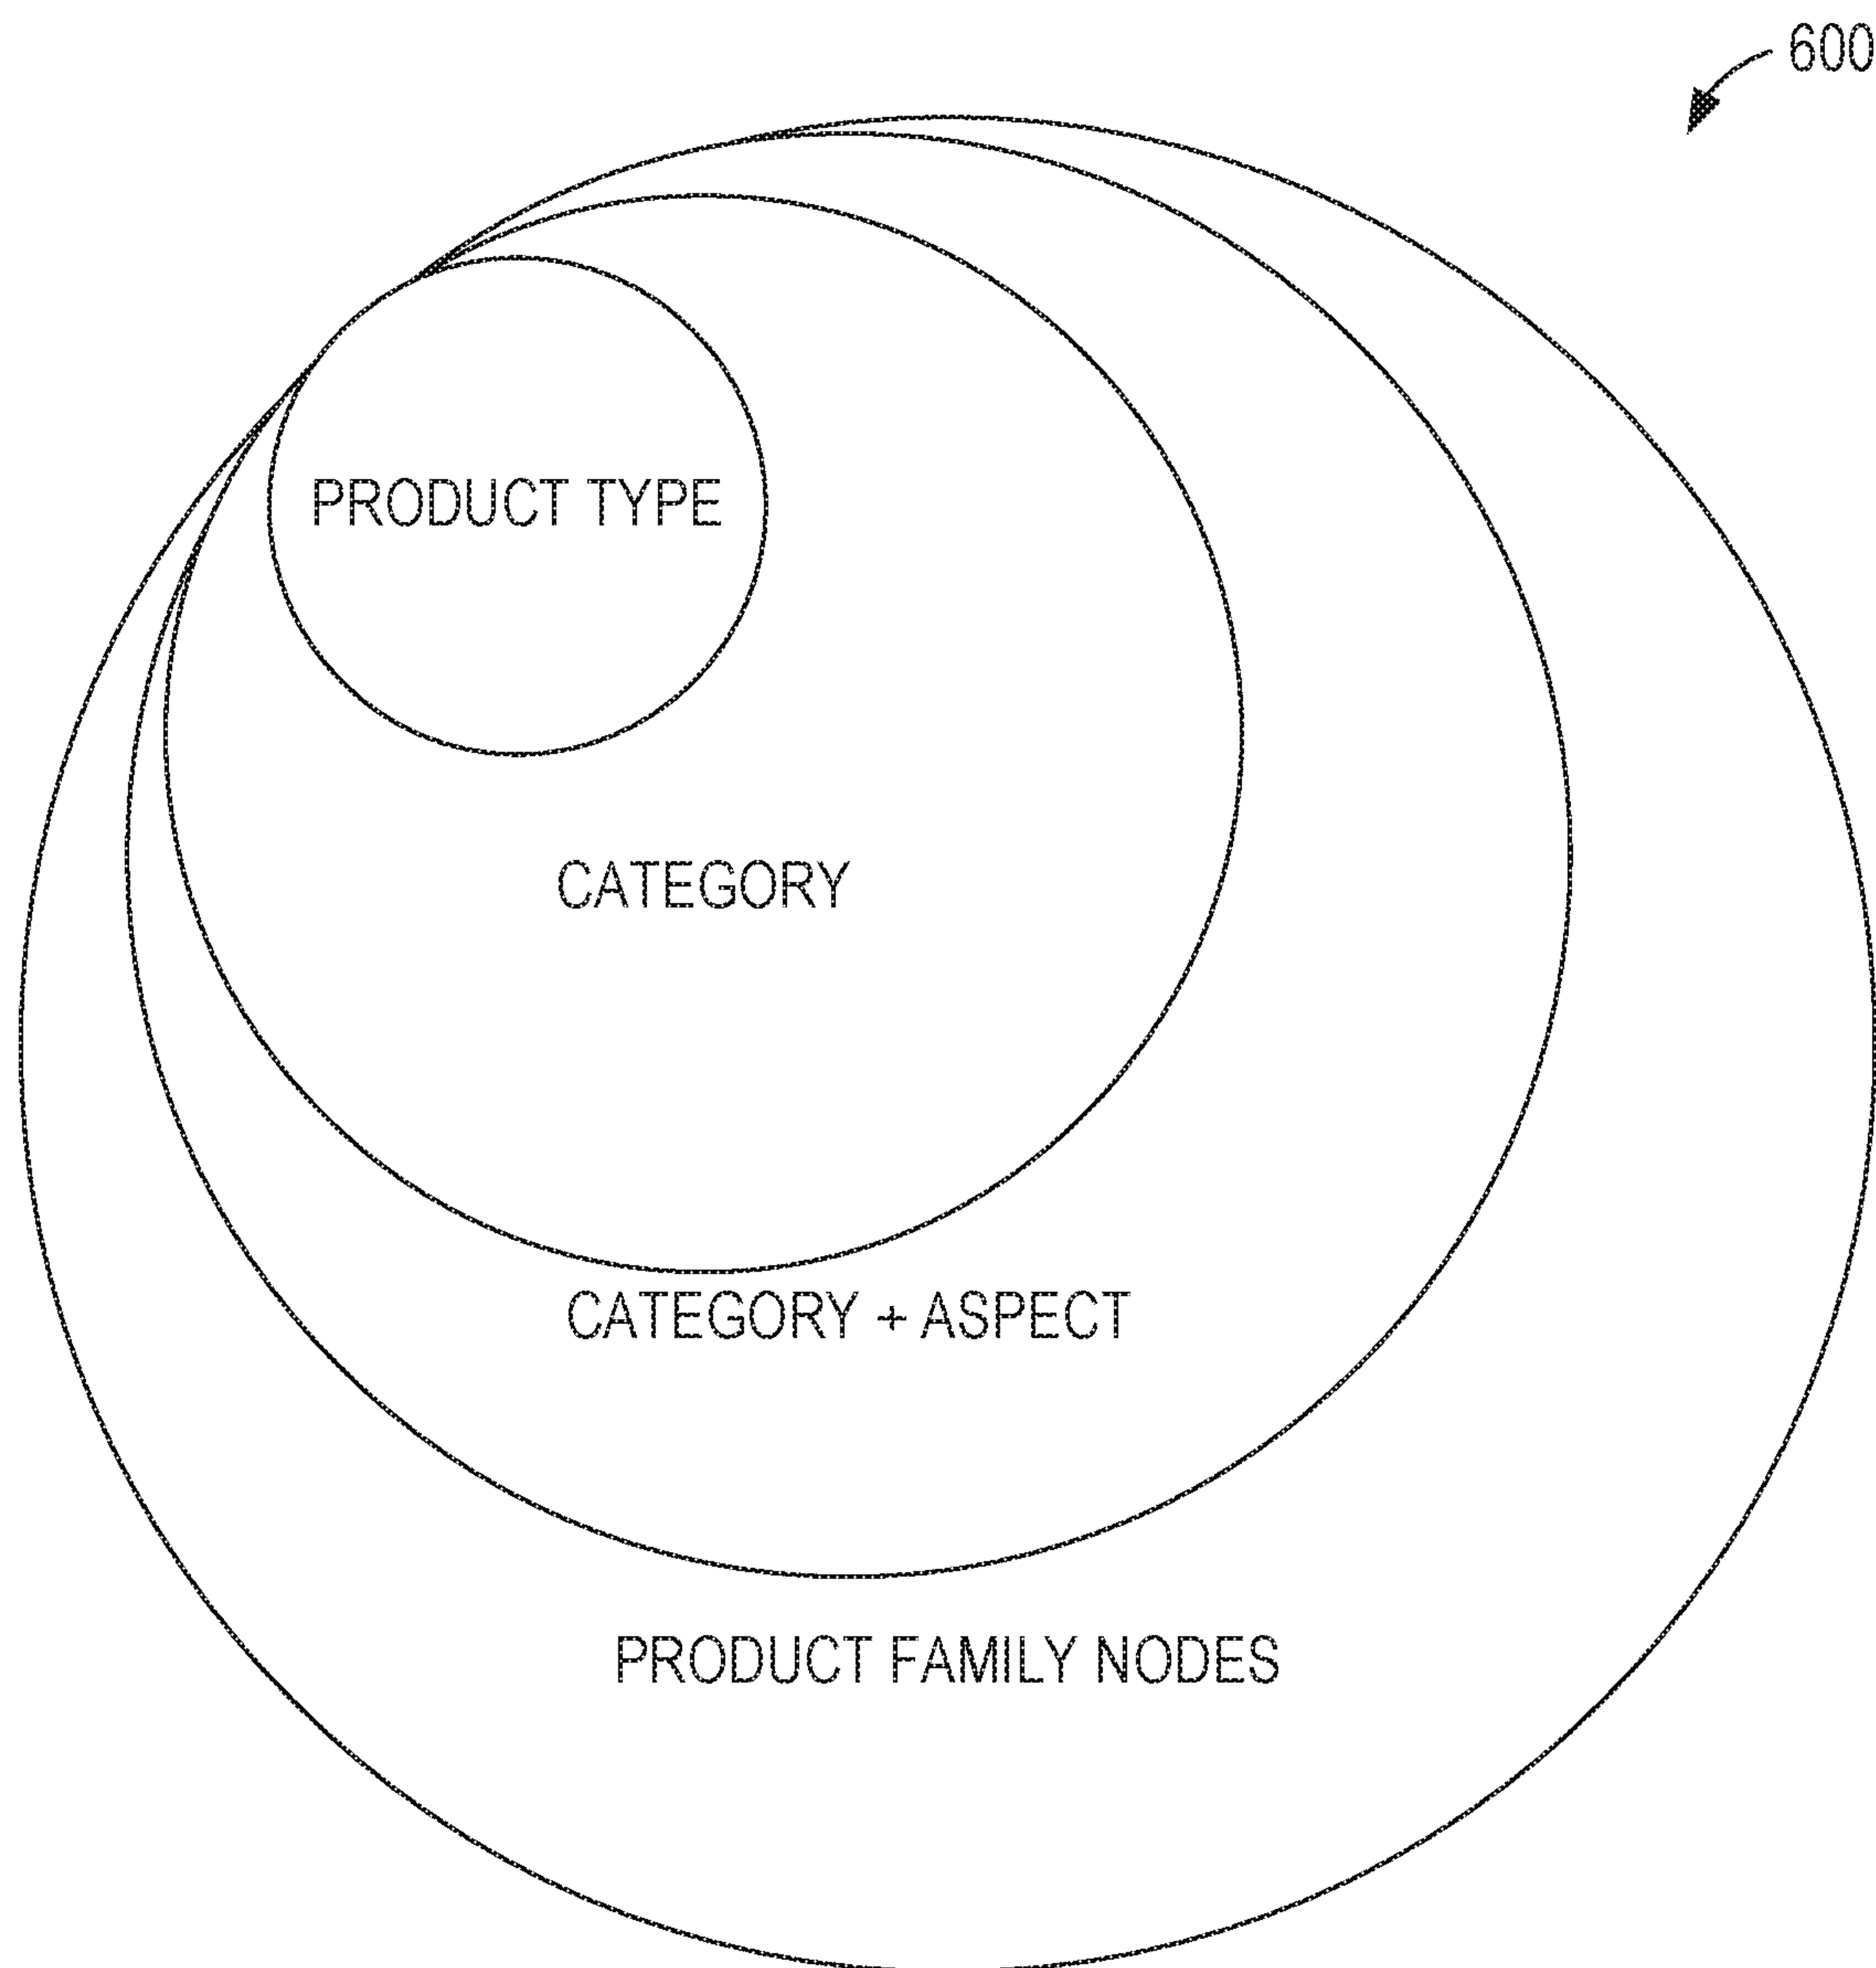 600
PRODUCT TYPE
CATEGORY
CATEGORY + ASPECT
PRODUCT FAMILY NODES